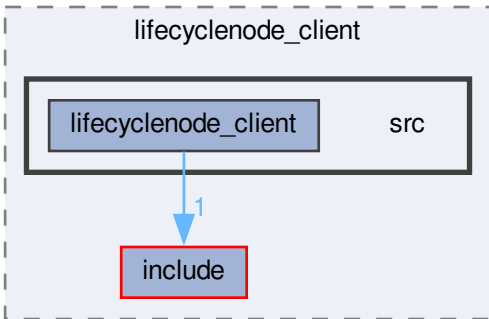 lifecyclenode_client
lifecyclenode_client src
1
include